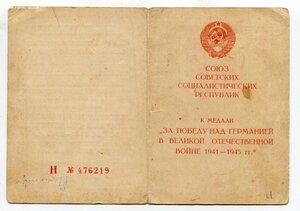 СОЮЗ
СОВЕТСКИХ
СОЦИАЛИСТИЧЕСКИХ
РЕСПУБЛИК
К МЕДАЛИ
„ЗА ПОБЕДУ НАД ГЕРМАНИЕЙ
В ВЕЛИКОЙ ОТЕЧЕСТВЕННОЙ
ВОЙНЕ 1941—1945 гг.“
Н № 476219